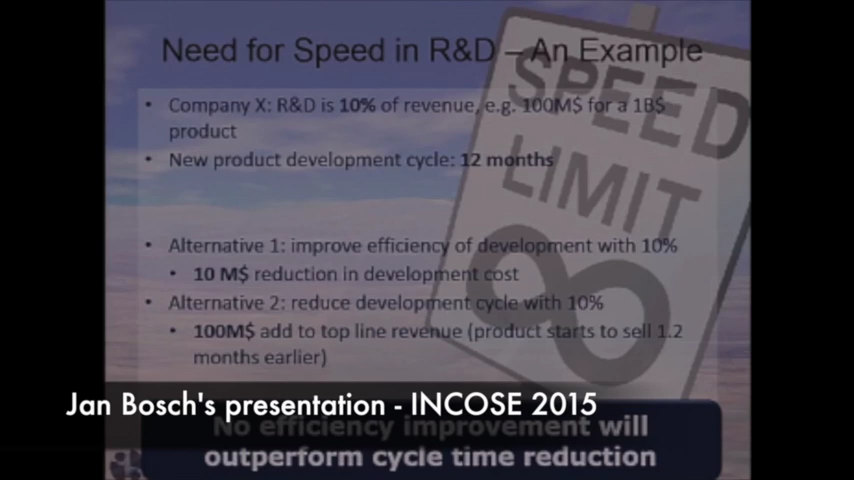 Need for Speed in R&D – An Example
SPEED
LIMIT
• Company X: R&D is 10% of revenue, e.g. 100M$ for a 1B$
product
• New product development cycle: 12 months
• Alternative 1: improve efficiency of development with 10%
• 10 M$ reduction in development cost
• Alternative 2: reduce development cycle with 10%
• 100M$ add to top line revenue (product starts to sell 1.2
months earlier)
Jan Bosch's presentation - INCOSE 2015
No efficiency improvement will
outperform cycle time reduction